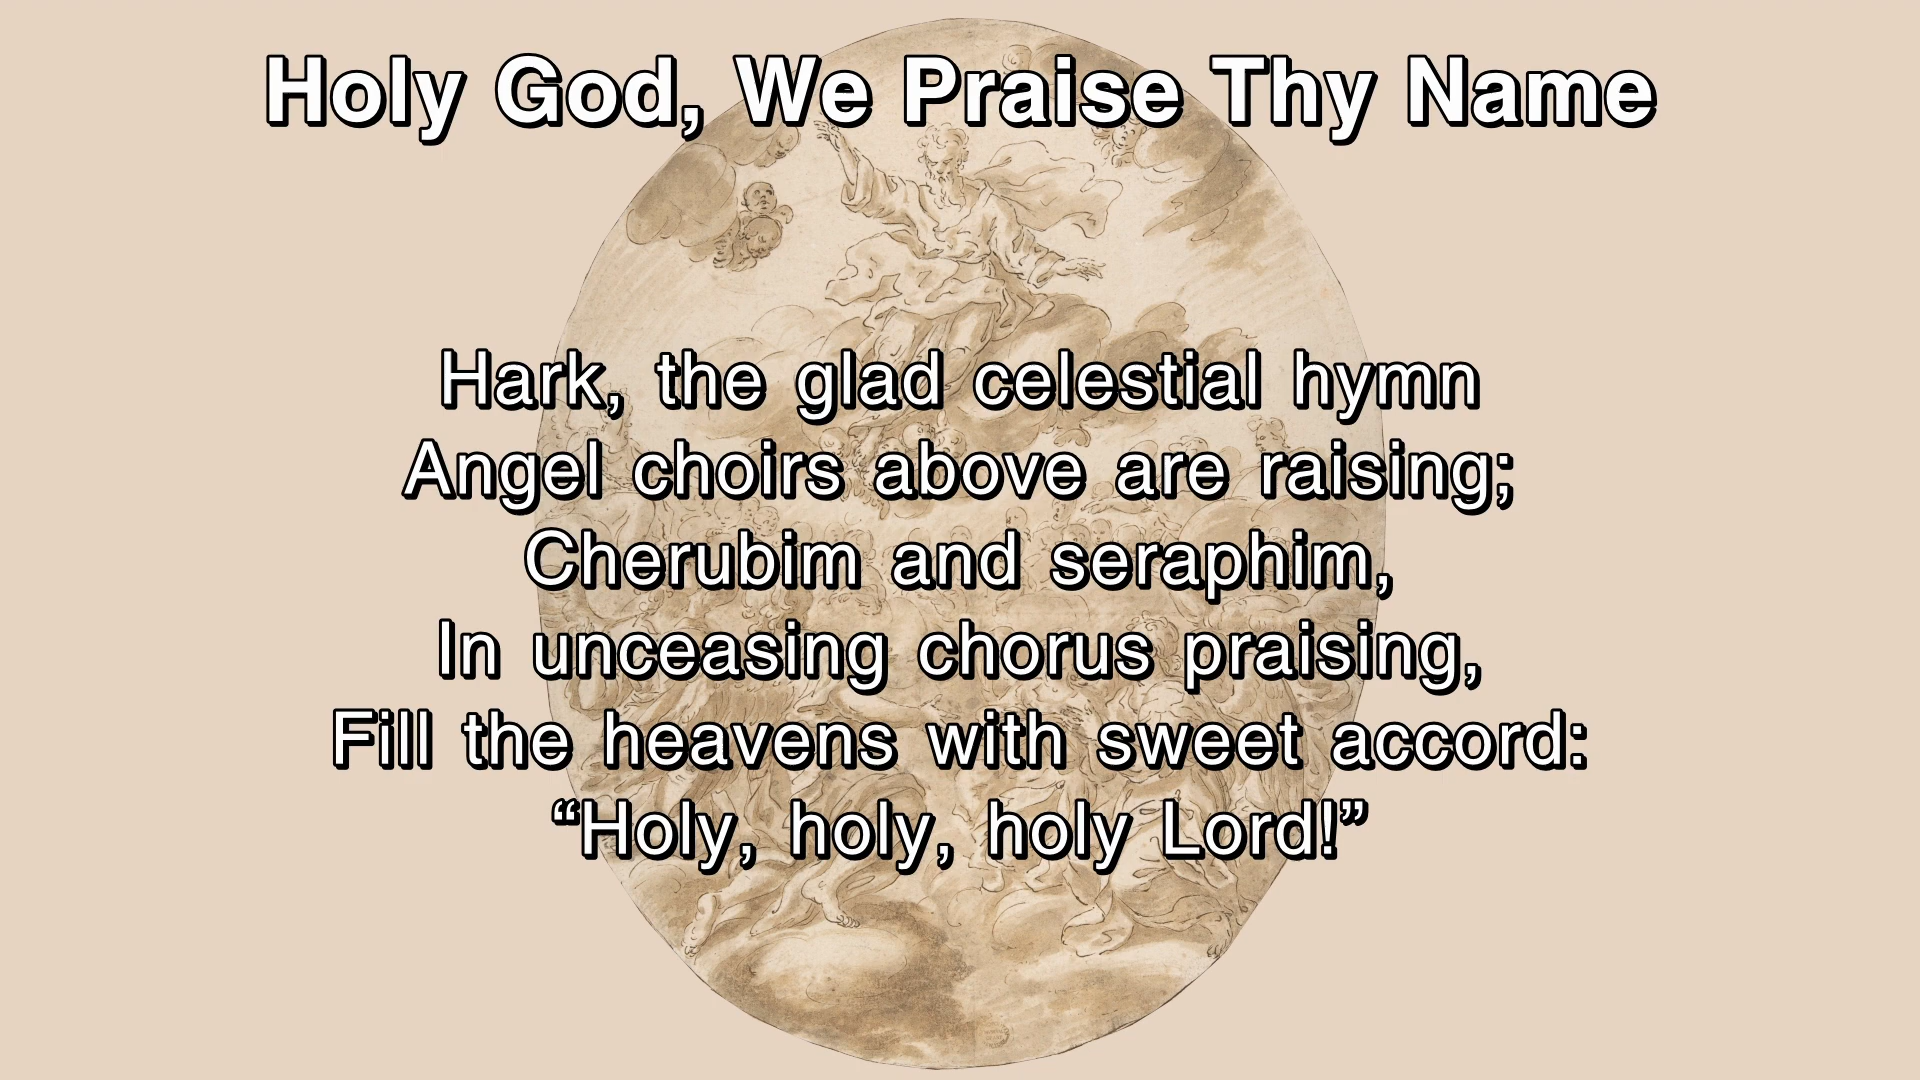 Holy God, We Praise Thy Name
Hark, the glad celestial hymn
Angel choirs above are raising;
Cherubim and seraphim,
In unceasing chorus praising,
Fill the heavens with sweet accord:
“Holy, holy, holy Lord!”